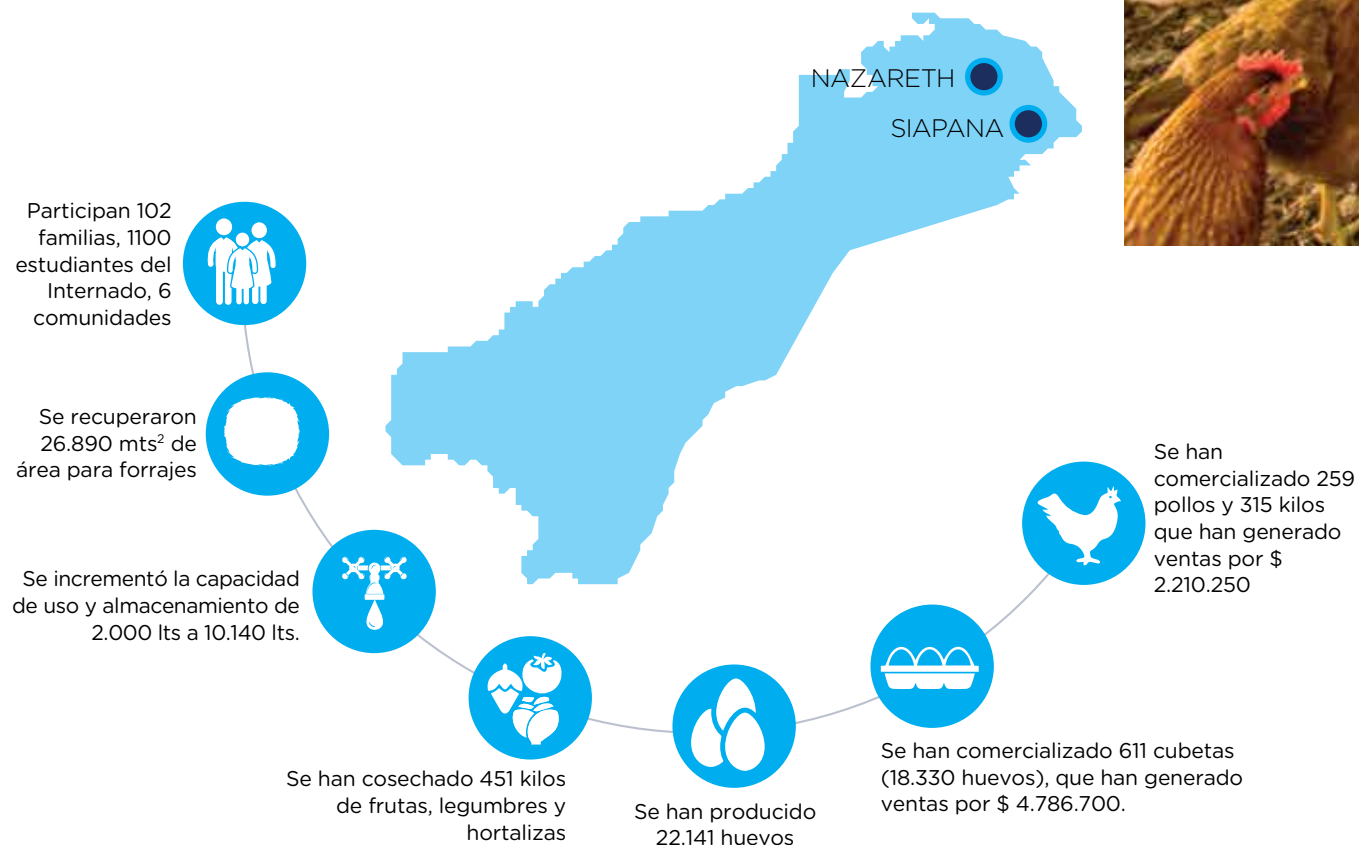 NAZARETH
SIAPANA
Participan 102
familias, 1100
estudiantes del
Internado, 6
comunidades
Se recuperaron
26.890 mts² de
área para forrajes
Se incrementó la capacidad
de uso y almacenamiento de
2.000 lts a 10.140 lts.
Se han cosechado 451 kilos
de frutas, legumbres y
hortalizas
Se han producido
22.141 huevos
Se han comercializado 611 cubetas
(18.330 huevos), que han generado
ventas por $ 4.786.700.
Se han
comercializado 259
pollos y 315 kilos
que han generado
ventas por $
2.210.250